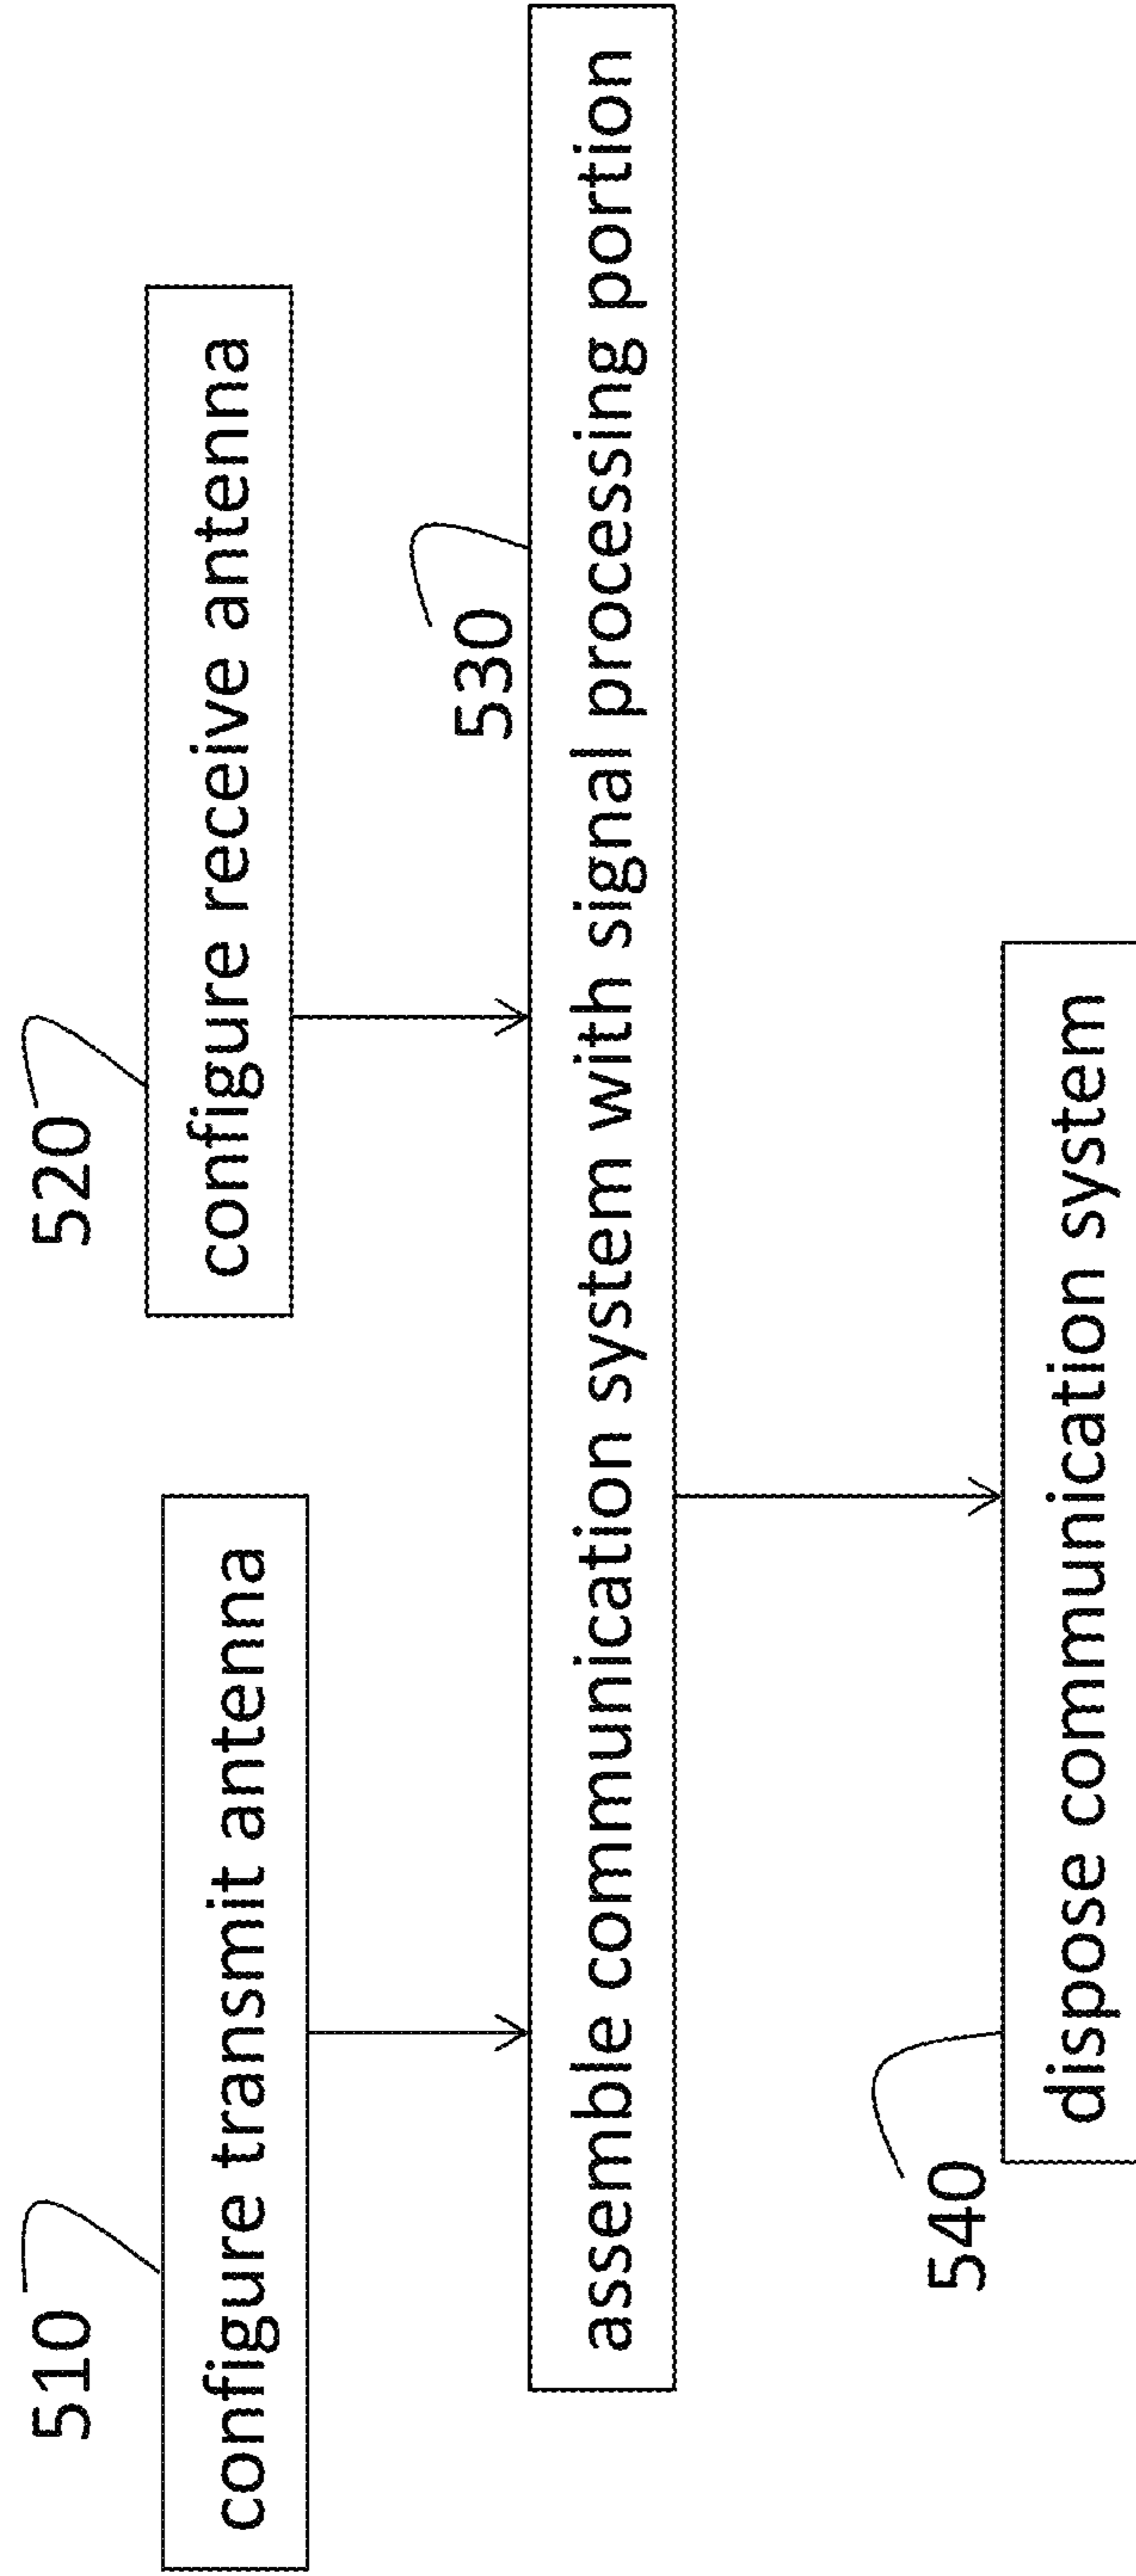 510
configure transmit antenna
520
configure receive antenna
530
assemble communication system with signal processing portion
540
dispose communication system